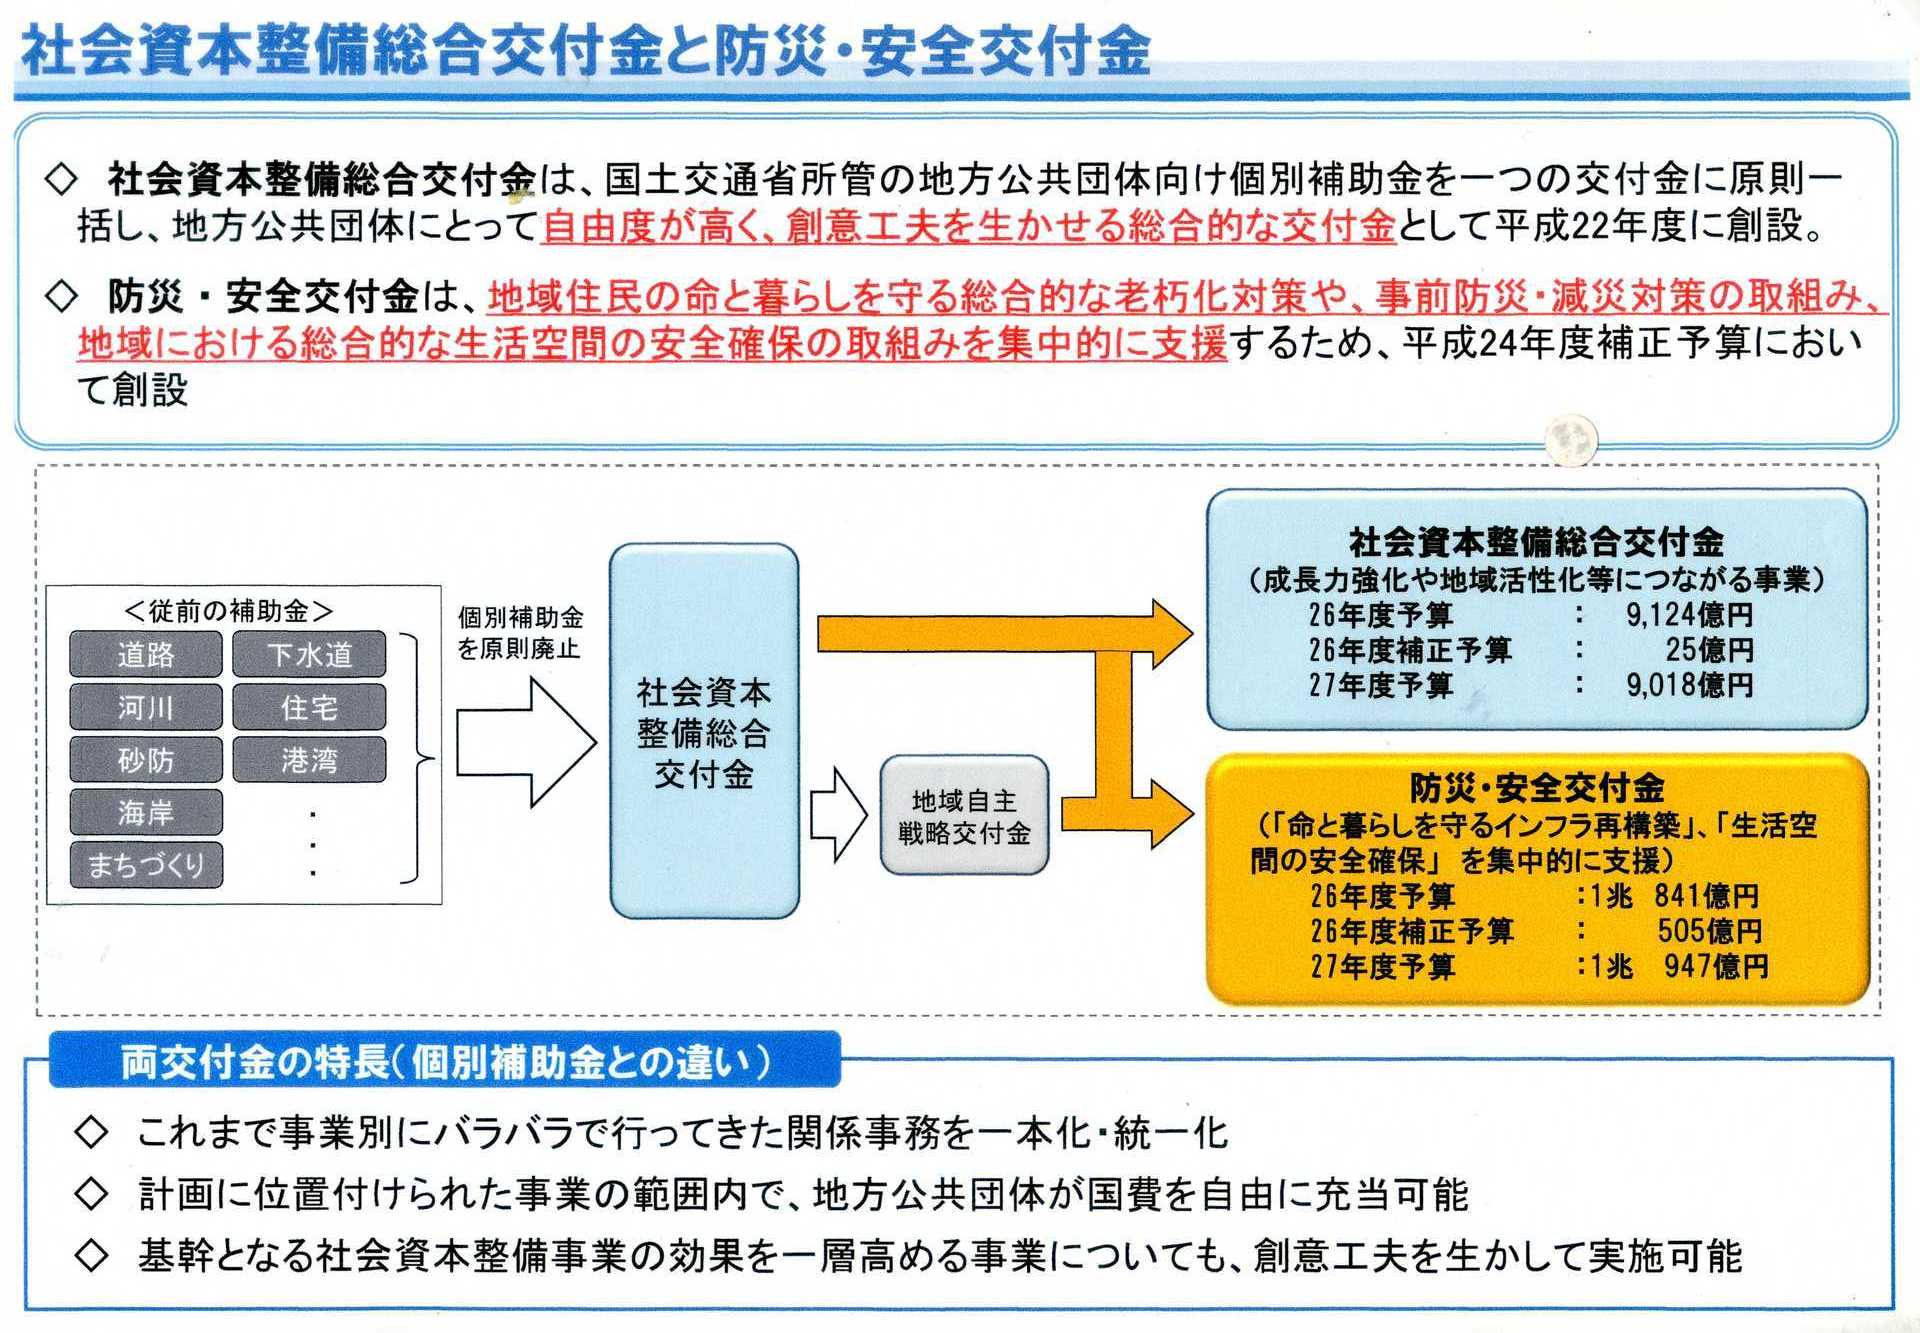 社会資本整備総合交付金と防災・安全交付金
◇ 社会資本整備総合交付金は、国土交通省所管の地方公共団体向け個別補助金を一つの交付金に原則一
括し、地方公共団体にとって自由度が高く、創意工夫を生かせる総合的な交付金として平成22年度に創設。
◇ 防災・安全交付金は、地域住民の命と暮らしを守る総合的な老朽化対策や、事前防災・減災対策の取組み、
地域における総合的な生活空間の安全確保の取組みを集中的に支援するため、平成24年度補正予算におい
て創設
＜従前の補助金＞
道路 下水道
河川 住宅
砂防 港湾
海岸 ・
まちづくり ・
・
個別補助金
を原則廃止
社会資本
整備総合
交付金
地域自主
戦略交付金
社会資本整備総合交付金
（成長力強化や地域活性化等につながる事業）
26年度予算 ： 9,124億円
26年度補正予算 ： 25億円
27年度予算 ： 9,018億円
防災・安全交付金
（「命と暮らしを守るインフラ再構築」、「生活空
間の安全確保」 を集中的に支援）
26年度予算 ：1兆 841億円
26年度補正予算 ： 505億円
27年度予算 ：1兆 947億円
両交付金の特長（個別補助金との違い）
◇ これまで事業別にバラバラで行ってきた関係事務を一本化・統一化
◇ 計画に位置付けられた事業の範囲内で、地方公共団体が国費を自由に充当可能
◇ 基幹となる社会資本整備事業の効果を一層高める事業についても、創意工夫を生かして実施可能